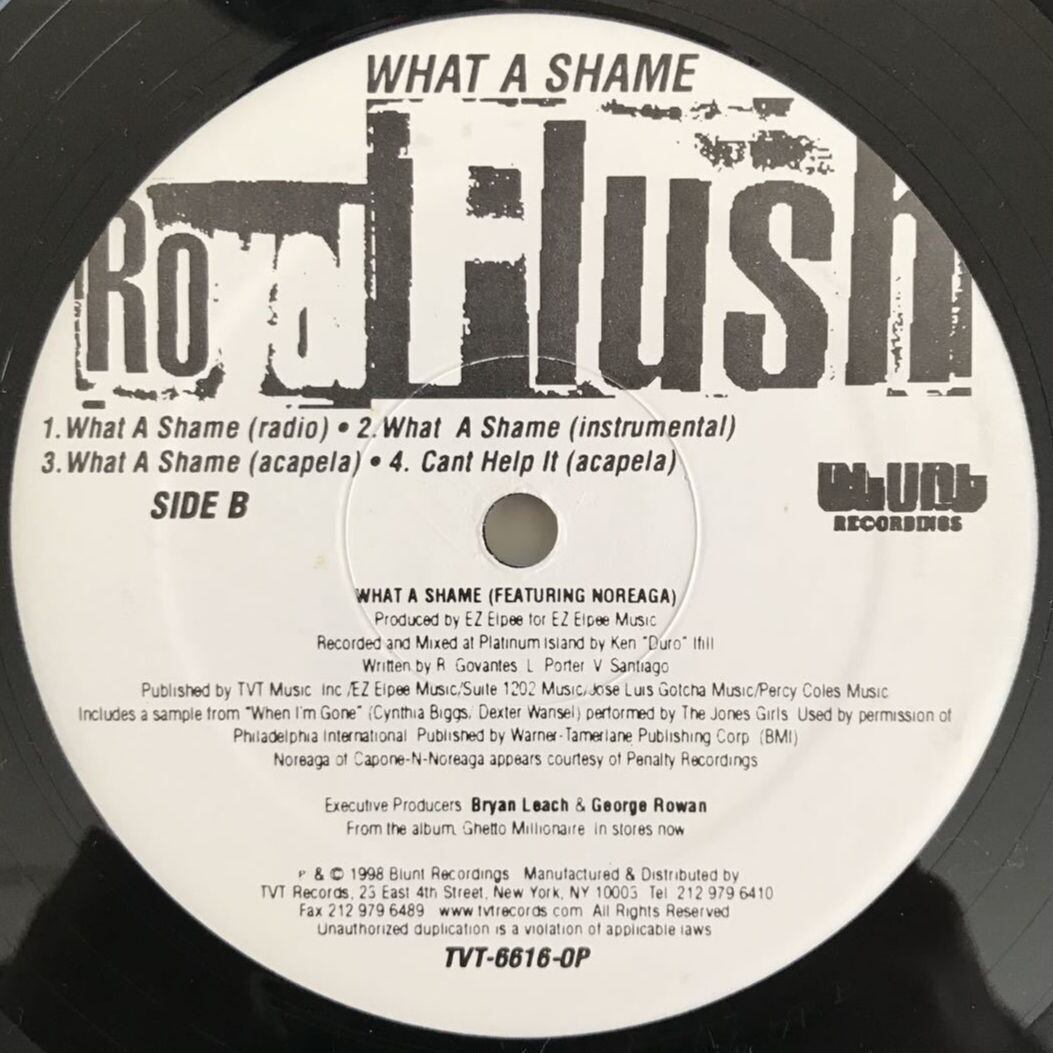 WHAT A SHAME
Royal Flush
1. What A Shame (radio) • 2. What A Shame (instrumental)
3. What A Shame (acapela) • 4. Cant Help It (acapela)
SIDE B
BLUNT
RECORDINGS
WHAT A SHAME (FEATURING NOREAGA)
Produced by EZ Elpee for EZ Elpee Music
Recorded and Mixed at Platinum Island by Ken "Duro" Ifill
Written by R Govantes L Porter V Santiago
Published by TVT Music Inc /EZ Elpee Music/Suite 1202 Music/Jose Luis Gotcha Music/Percy Coles Music
Includes a sample from "When I'm Gone" (Cynthia Biggs/ Dexter Wansel) performed by The Jones Girls Used by permission of
Philadelphia International Published by Warner-Tamerlane Publishing Corp (BMI)
Noreaga of Capone-N-Noreaga appears courtesy of Penalty Recordings
Executive Producers Bryan Leach & George Rowan
From the album Ghetto Millionaire in stores now
P & © 1998 Blunt Recordings Manufactured & Distributed by
TVT Records, 23 East 4th Street, New York, NY 10003 Tel 212 979 6410
Fax 212 979 6489 www tvtrecords com All Rights Reserved
Unauthorized duplication is a violation of applicable laws
TVT-6616-OP